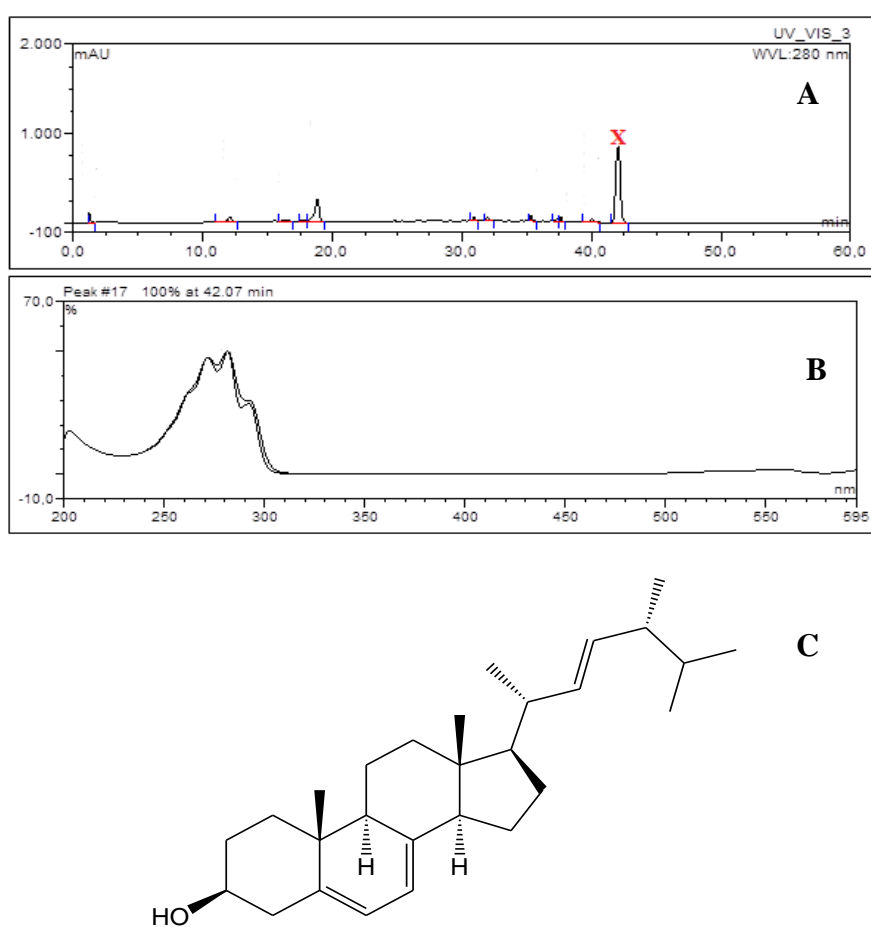 UV_VIS_3
2.000
mAU
WVL:280 nm
A
X
1.000
-100
min
0,0
10,0
20,0
30,0
40,0
50,0
60,0
Peak #17 100% at 42.07 min
70,0
%
B
-10,0
nm
200
250
300
350
400
450
500
550
595
C
H
H
HO